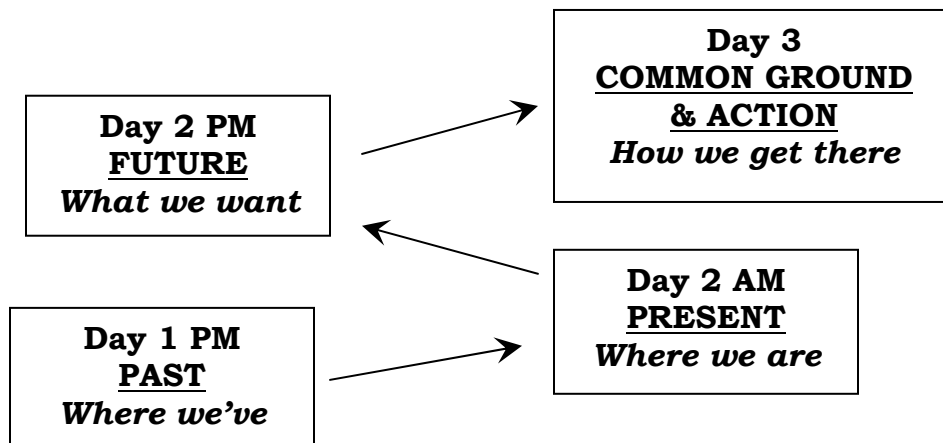 Day 3
COMMON GROUND
& ACTION
How we get there
Day 2 PM
FUTURE
What we want
Day 2 AM
PRESENT
Where we are
Day 1 PM
PAST
Where we've